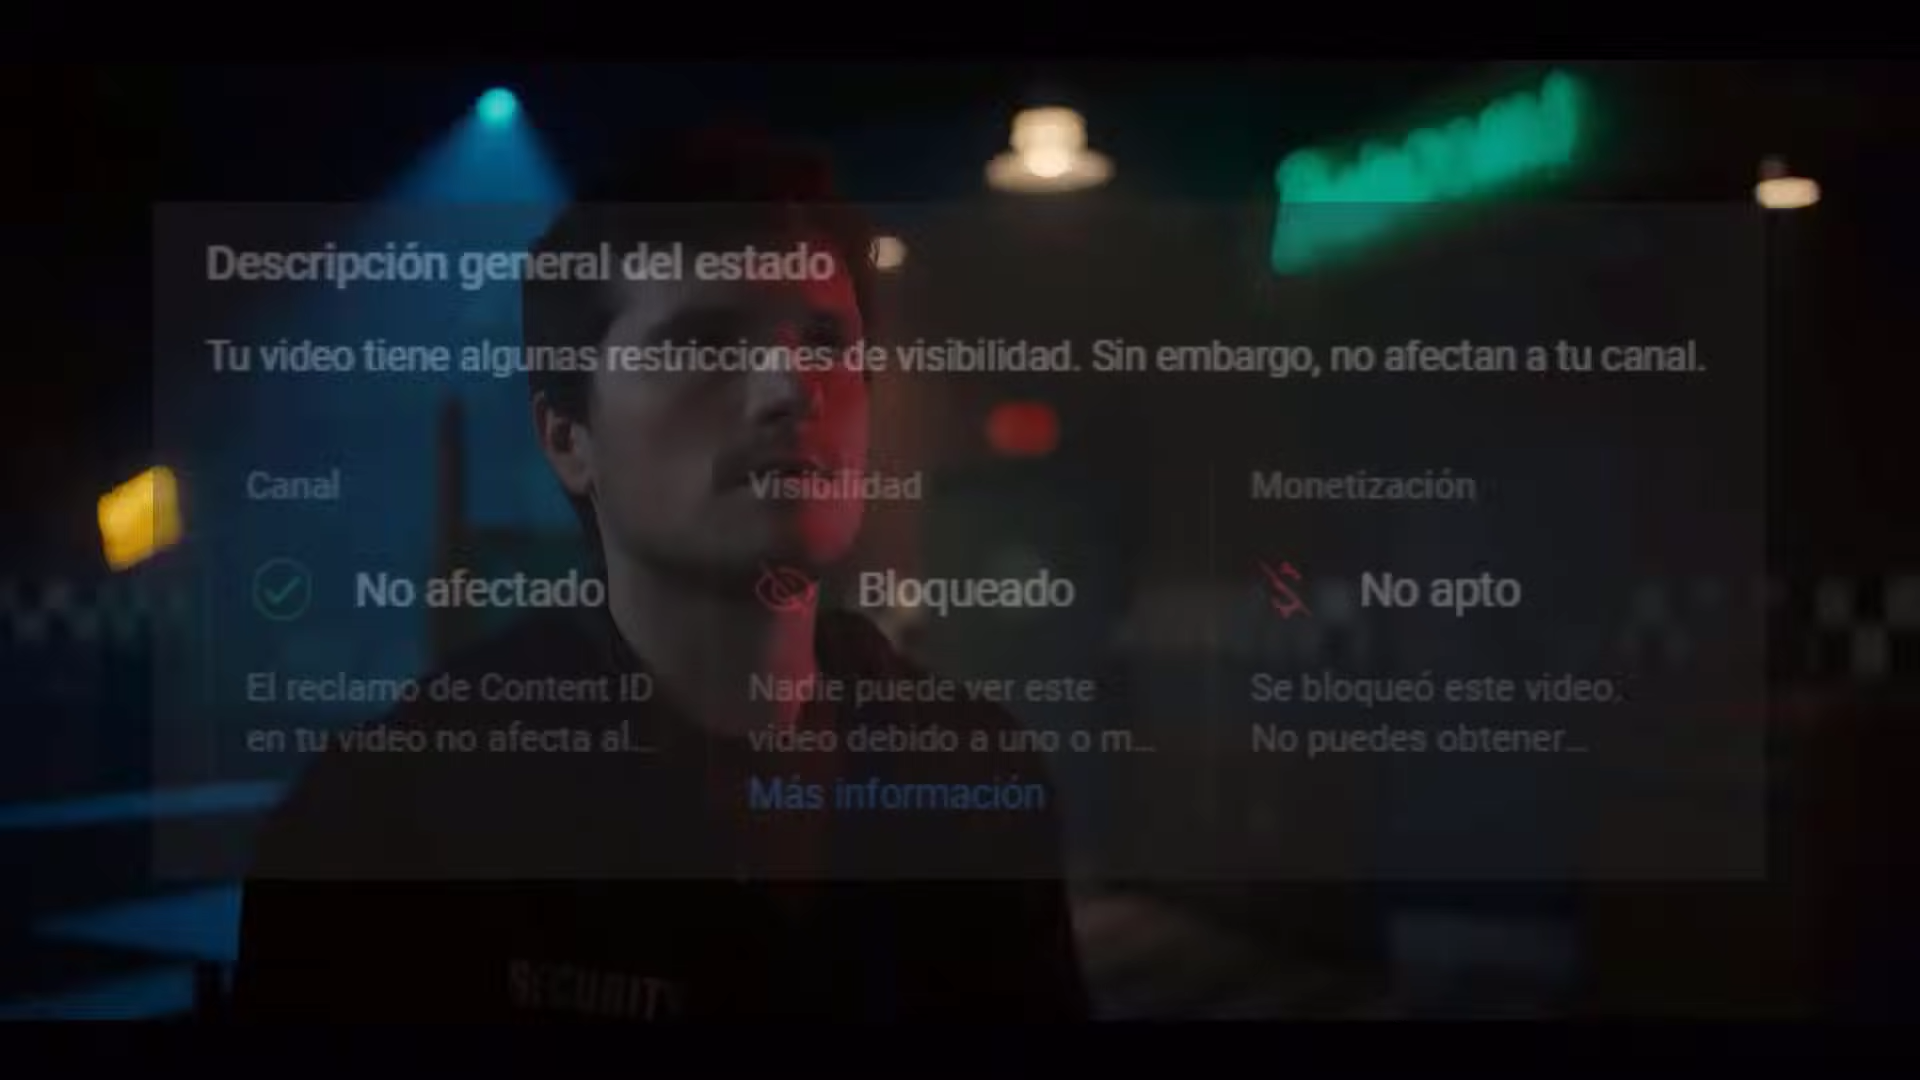 Descripción general del estado
Tu video tiene algunas restricciones de visibilidad. Sin embargo, no afectan a tu canal.
Canal
Visibilidad
Monetización
No afectado
Bloqueado
No apto
El reclamo de Content ID
en tu video no afecta al...
Nadie puede ver este
video debido a uno o m...
Más información
Se bloqueó este video.
No puedes obtener...
SECURITY